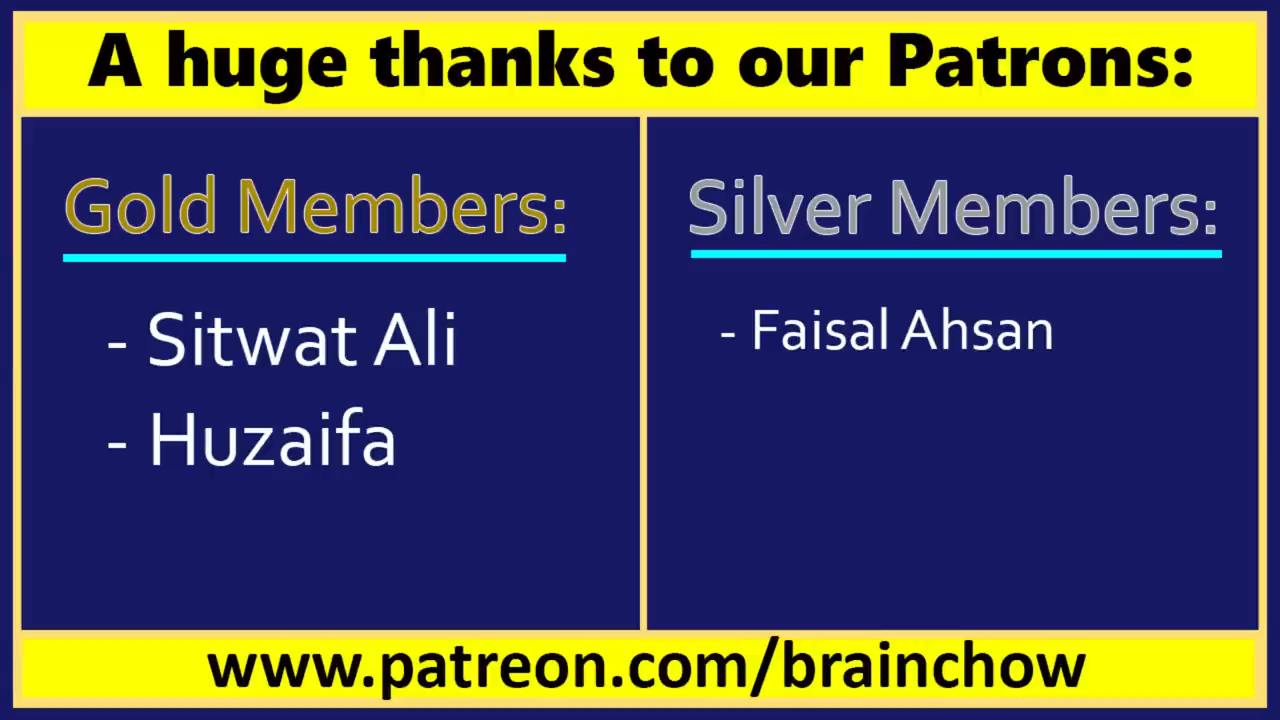 A huge thanks to our Patrons:
Gold Members:
- Sitwat Ali
- Huzaifa
Silver Members:
- Faisal Ahsan
www.patreon.com/brainchow